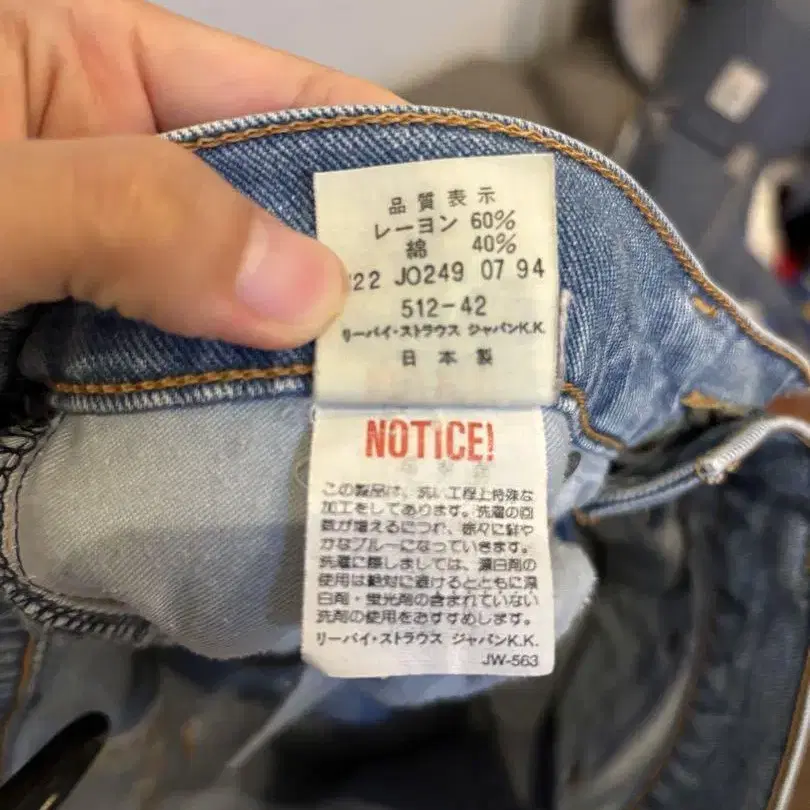 品質表示
レーヨン 60%
綿 40%
22 J0249 07 94
512-42
リーバイ・ストラウス ジャパンK.K.
日本製
NOTICE!
この製品は、洗い工程上特殊な
加工をしてあります。洗濯の回
数が増えるにつれ、徐々に鮮や
かなブルーになっていきます。
洗濯に際しましては、漂白剤の
使用は絶対に避けるとともに漂
白剤・蛍光剤の含まれていない
洗剤の使用をおすすめします。
リーバイ・ストラウス ジャパンK.K.
JW-563